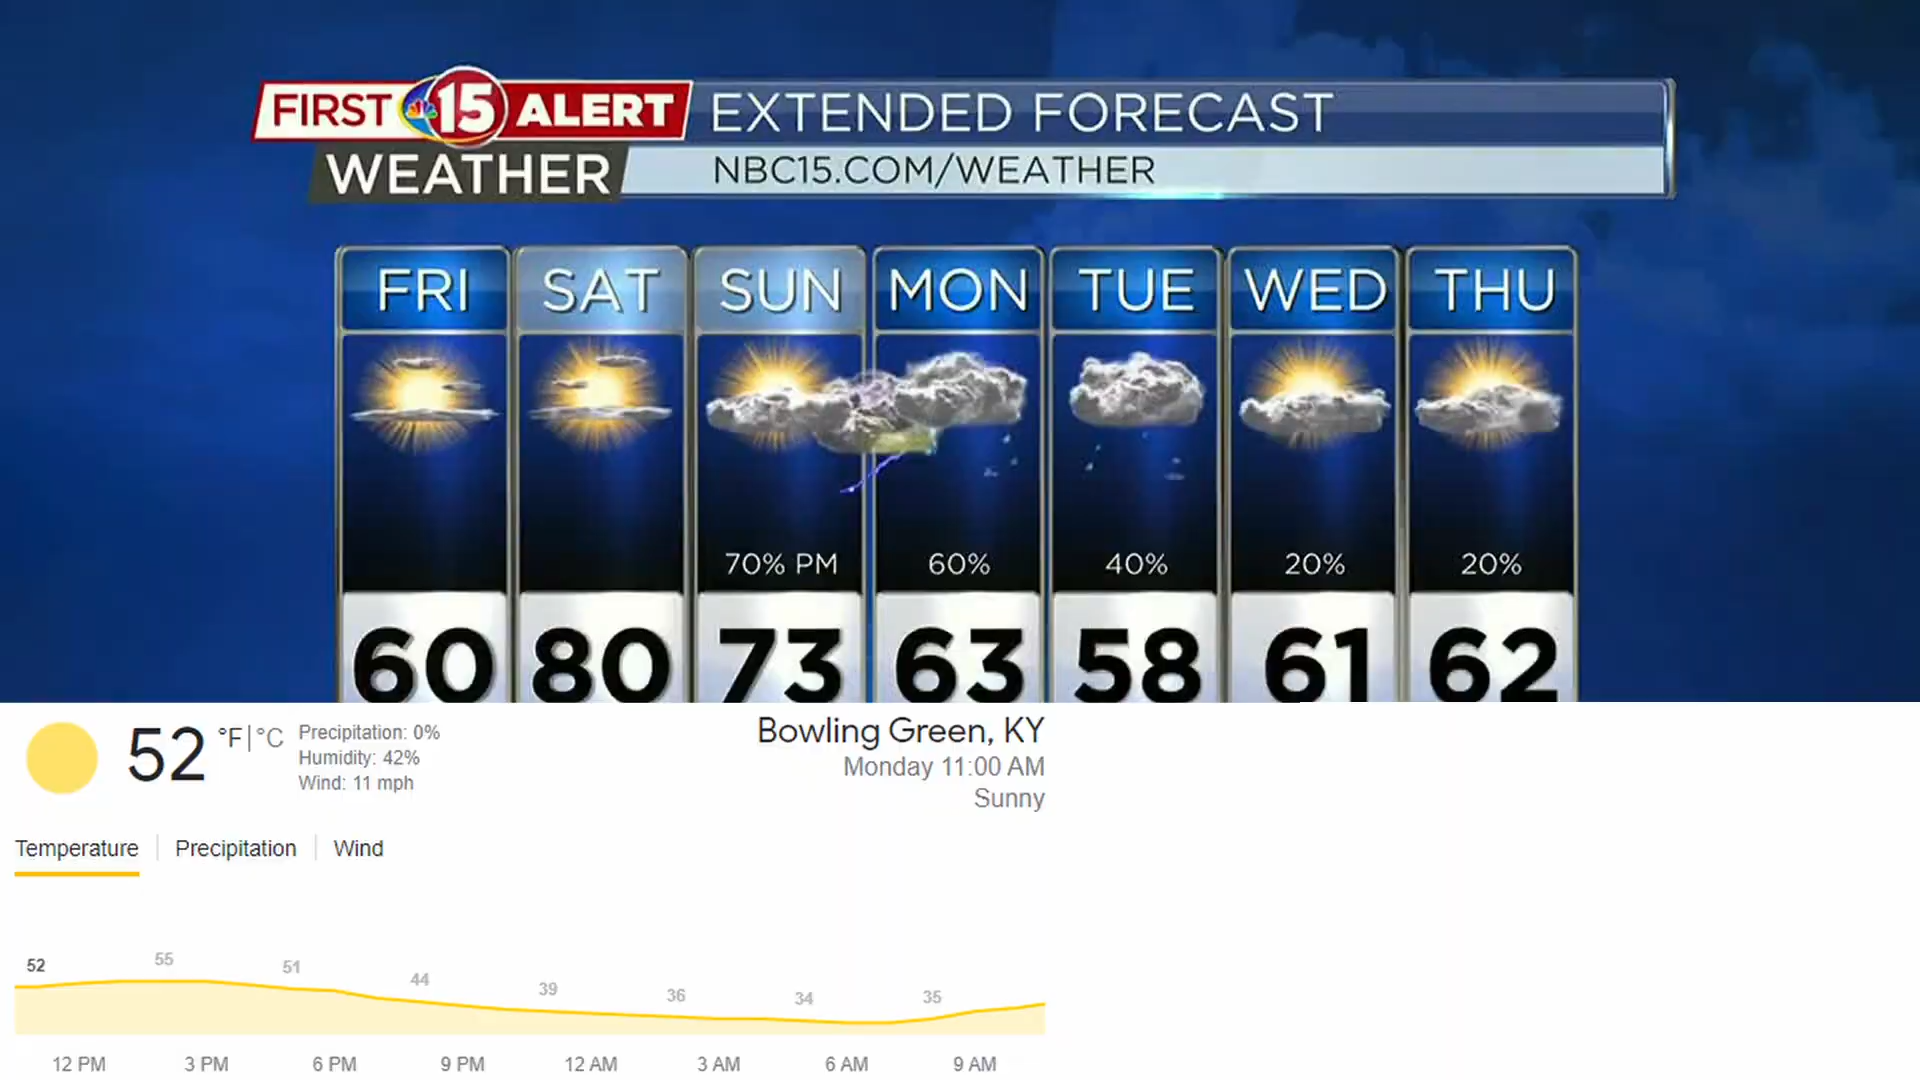 FIRST 15 ALERT
WEATHER
EXTENDED FORECAST
NBC15.COM/WEATHER
FRI SAT SUN MON TUE WED THU
70% PM 60% 40% 20% 20%
60 80 73 63 58 61 62
52 °F|°C
Precipitation: 0%
Humidity: 42%
Wind: 11 mph
Bowling Green, KY
Monday 11:00 AM
Sunny
Temperature Precipitation Wind
52 55 51 44 39 36 34 35
12 PM 3 PM 6 PM 9 PM 12 AM 3 AM 6 AM 9 AM